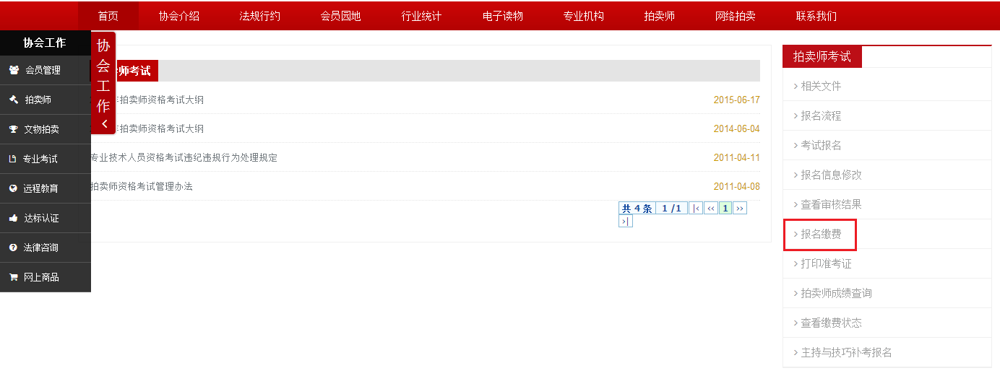 首页 协会介绍 法规行约 会员园地 行业统计 电子读物 专业机构 拍卖师 网络拍卖 联系我们
协会工作
会员管理
拍卖师
文物拍卖
专业考试
远程教育
达标认证
法律咨询
网上商品
协
会
工
作
师考试
拍卖师资格考试大纲 2015-06-17
拍卖师资格考试大纲 2014-06-04
专业技术人员资格考试违纪违规行为处理规定 2011-04-11
拍卖师资格考试管理办法 2011-04-08
共 4 条 1 /1 |‹ ‹‹ 1 ››
›|
拍卖师考试
› 相关文件
› 报名流程
› 考试报名
› 报名信息修改
› 查看审核结果
› 报名缴费
› 打印准考证
› 拍卖师成绩查询
› 查看缴费状态
› 主持与技巧补考报名